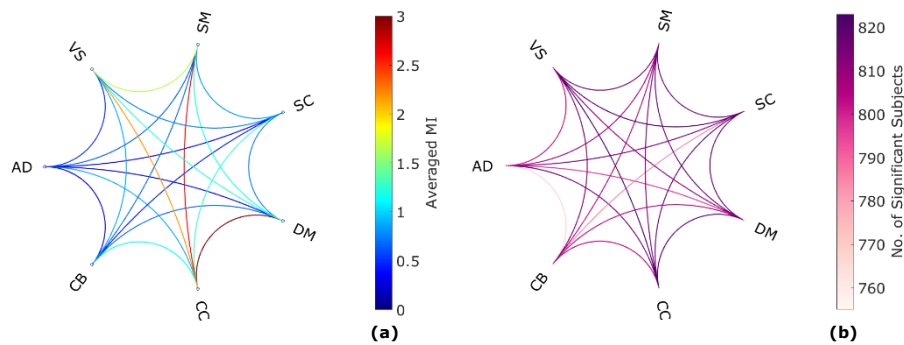 SM
VS
SC
AD
DM
CB
CC
3
2.5
2
1.5
1
0.5
0
Averaged MI
(a)
SM
VS
SC
AD
DM
CB
CC
820
810
800
790
780
770
760
No. of Significant Subjects
(b)